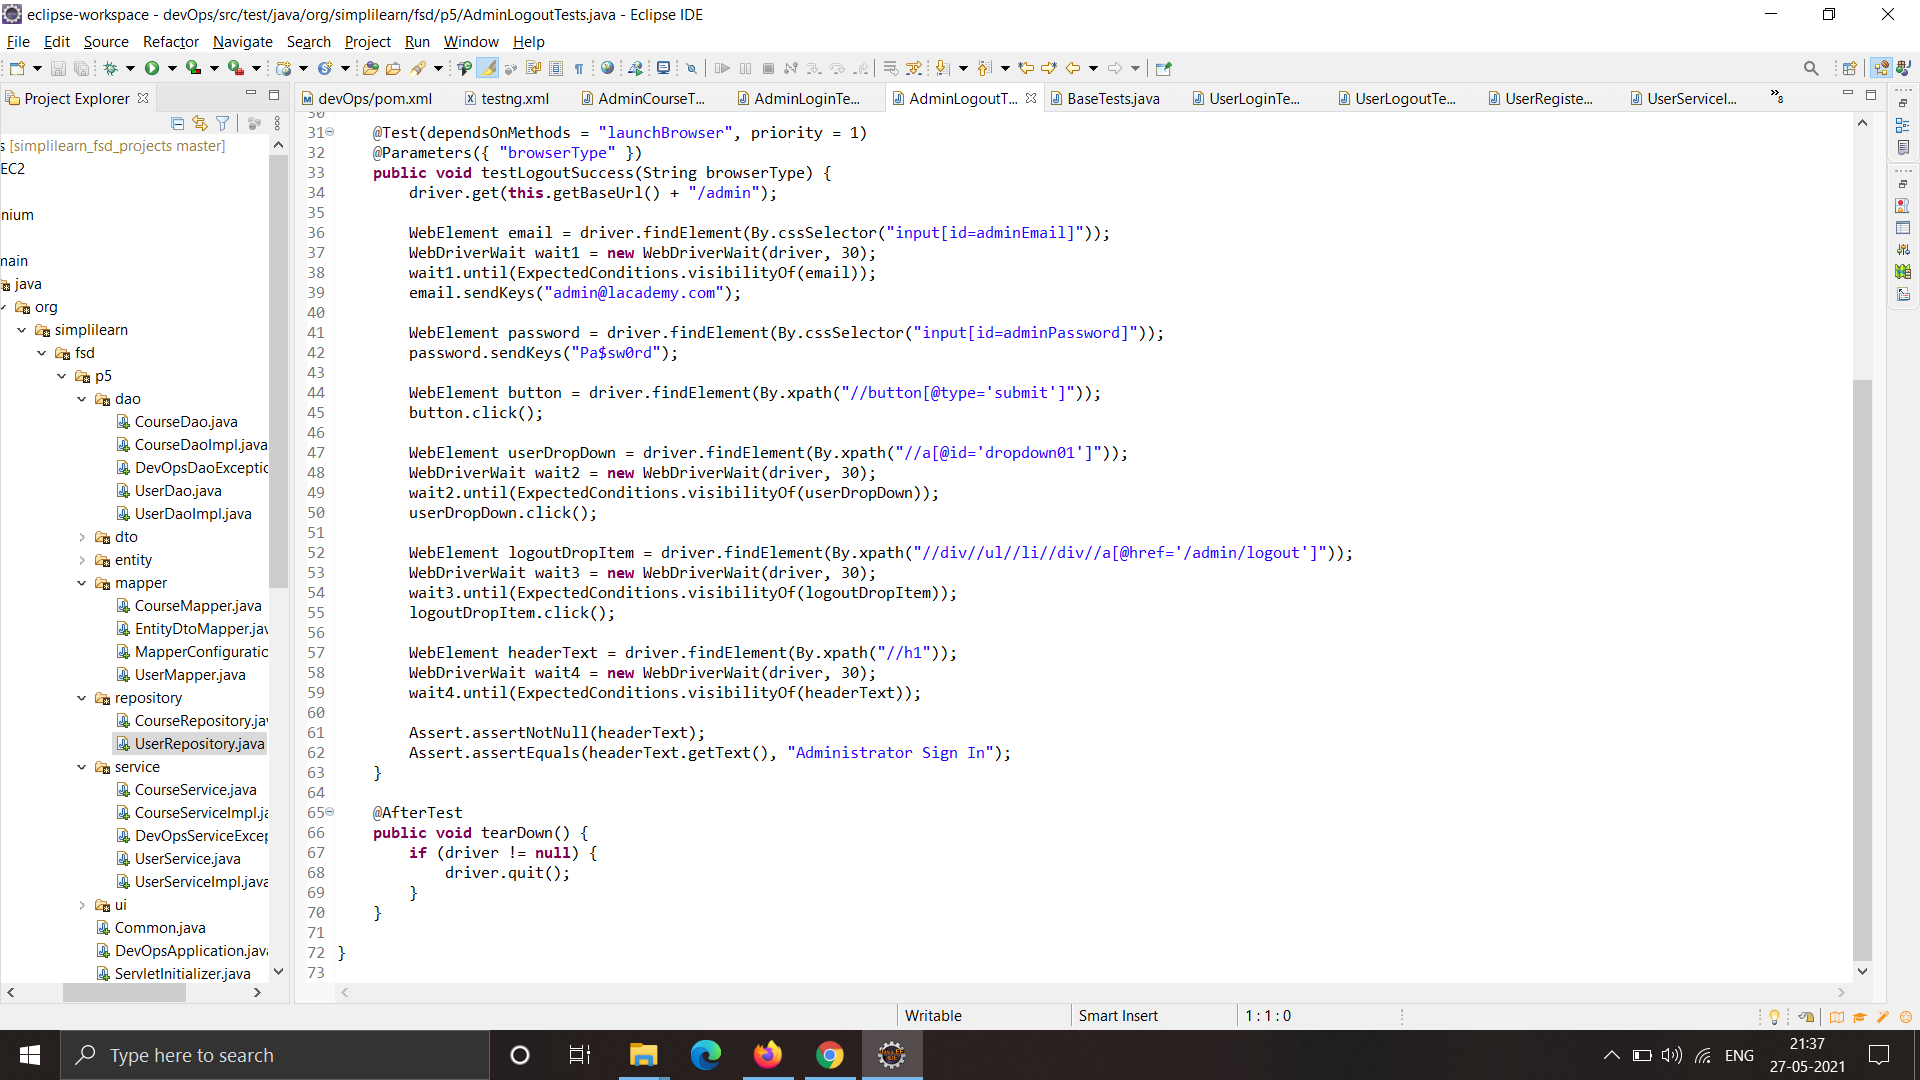 eclipse-workspace - devOps/src/test/java/org/simplilearn/fsd/p5/AdminLogoutTests.java - Eclipse IDE
File Edit Source Refactor Navigate Search Project Run Window Help
Project Explorer
devOps/pom.xml testng.xml AdminCourseT... AdminLoginTe... AdminLogoutT... BaseTests.java UserLoginTe... UserLogoutTe... UserRegiste... UserServiceI... »8
s [simplilearn_fsd_projects master]
EC2
nium
main
java
org
simplilearn
fsd
p5
dao
CourseDao.java
CourseDaoImpl.java
DevOpsDaoExceptic
UserDao.java
UserDaoImpl.java
dto
entity
mapper
CourseMapper.java
EntityDtoMapper.jav
MapperConfiguratic
UserMapper.java
repository
CourseRepository.jav
UserRepository.java
service
CourseService.java
CourseServiceImpl.ja
DevOpsServiceExcep
UserService.java
UserServiceImpl.java
ui
Common.java
DevOpsApplication.java
ServletInitializer.java
30
31 @Test(dependsOnMethods = "launchBrowser", priority = 1)
32 @Parameters({ "browserType" })
33 public void testLogoutSuccess(String browserType) {
34 driver.get(this.getBaseUrl() + "/admin");
35
36 WebElement email = driver.findElement(By.cssSelector("input[id=adminEmail]"));
37 WebDriverWait wait1 = new WebDriverWait(driver, 30);
38 wait1.until(ExpectedConditions.visibilityOf(email));
39 email.sendKeys("admin@lacademy.com");
40
41 WebElement password = driver.findElement(By.cssSelector("input[id=adminPassword]"));
42 password.sendKeys("Pa$sw0rd");
43
44 WebElement button = driver.findElement(By.xpath("//button[@type='submit']"));
45 button.click();
46
47 WebElement userDropDown = driver.findElement(By.xpath("//a[@id='dropdown01']"));
48 WebDriverWait wait2 = new WebDriverWait(driver, 30);
49 wait2.until(ExpectedConditions.visibilityOf(userDropDown));
50 userDropDown.click();
51
52 WebElement logoutDropItem = driver.findElement(By.xpath("//div//ul//li//div//a[@href='/admin/logout']"));
53 WebDriverWait wait3 = new WebDriverWait(driver, 30);
54 wait3.until(ExpectedConditions.visibilityOf(logoutDropItem));
55 logoutDropItem.click();
56
57 WebElement headerText = driver.findElement(By.xpath("//h1"));
58 WebDriverWait wait4 = new WebDriverWait(driver, 30);
59 wait4.until(ExpectedConditions.visibilityOf(headerText));
60
61 Assert.assertNotNull(headerText);
62 Assert.assertEquals(headerText.getText(), "Administrator Sign In");
63 }
64
65 @AfterTest
66 public void tearDown() {
67 if (driver != null) {
68 driver.quit();
69 }
70 }
71
72 }
73
Writable Smart Insert 1 : 1 : 0
Type here to search
ENG
21:37
27-05-2021